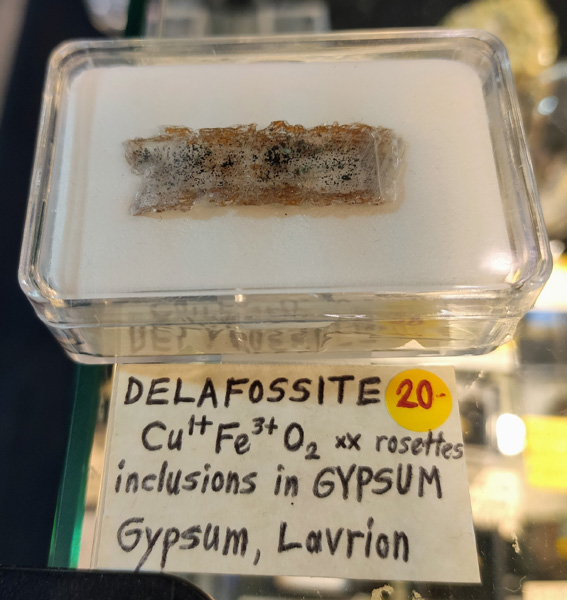 DELAFOSSITE 20.-
Cu¹⁺Fe³⁺O₂ xx rosettes
inclusions in GYPSUM
Gypsum, Lavrion